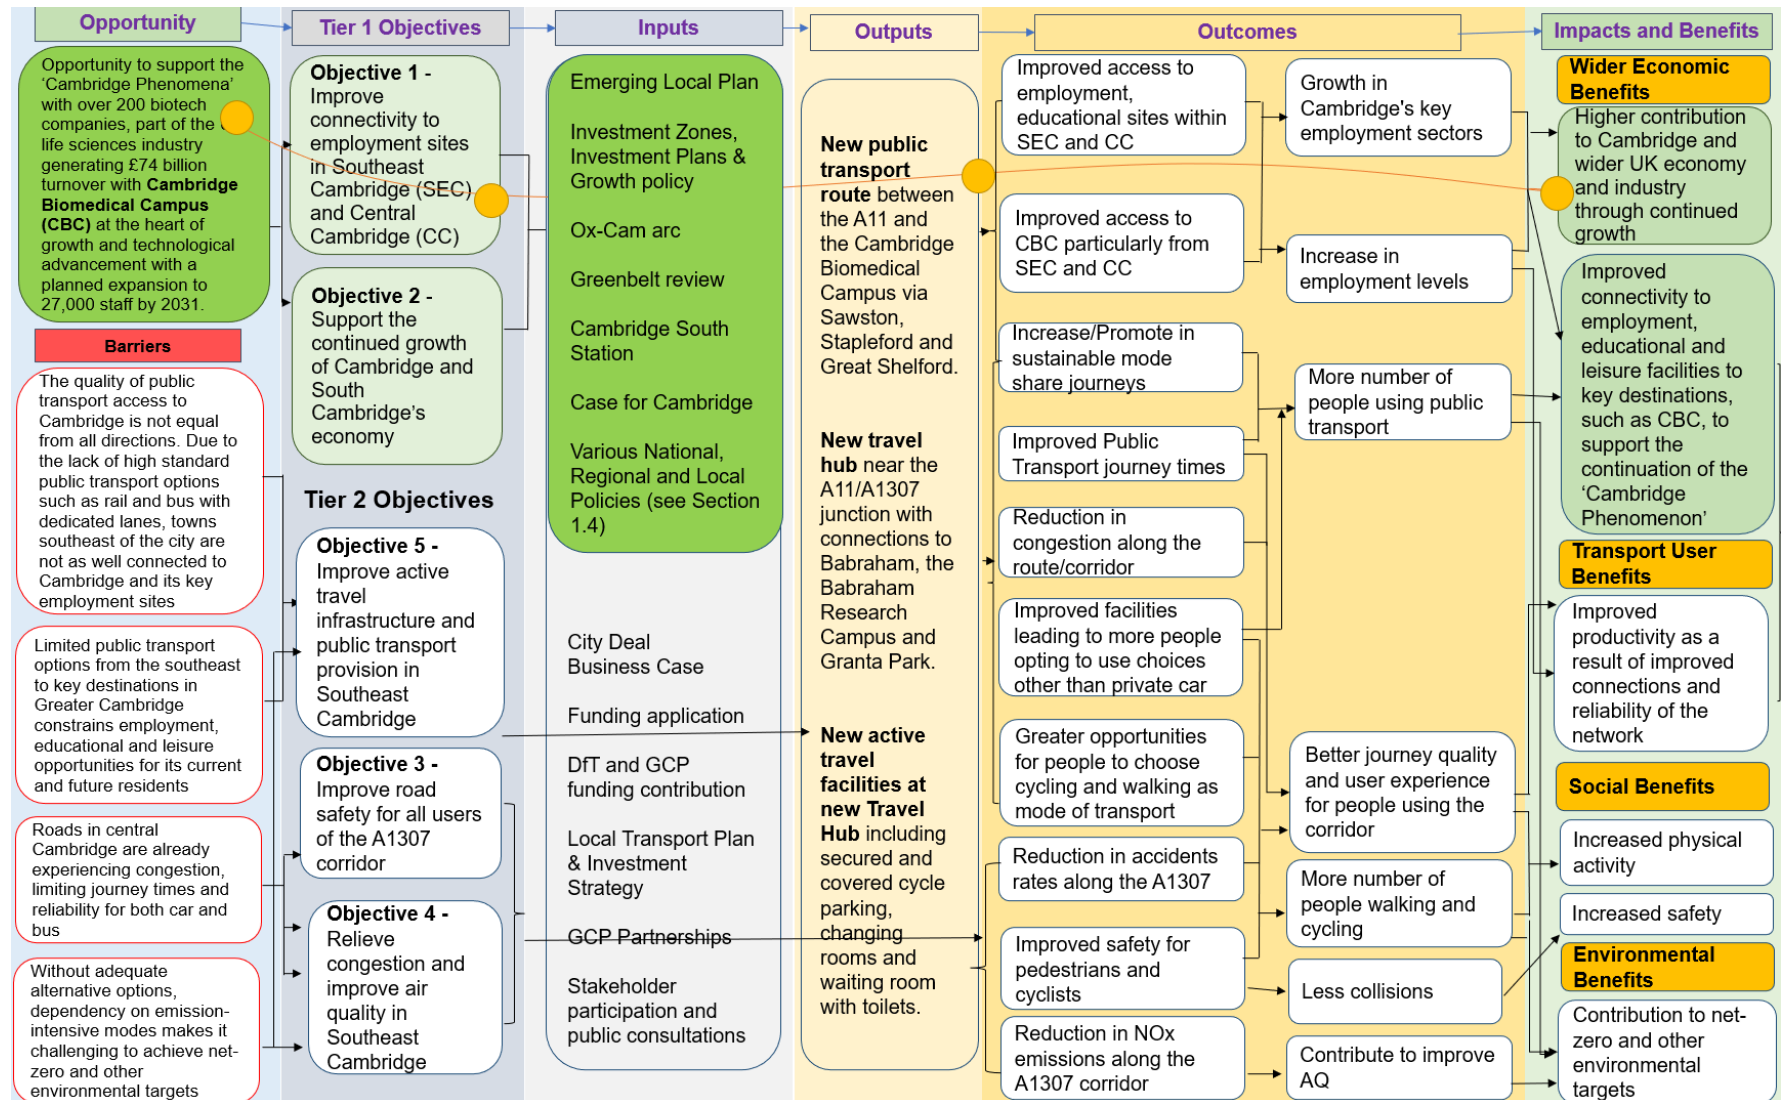 Opportunity
Opportunity to support the
‘Cambridge Phenomena’
with over 200 biotech
companies, part of the
life sciences industry
generating £74 billion
turnover with Cambridge
Biomedical Campus
(CBC) at the heart of
growth and technological
advancement with a
planned expansion to
27,000 staff by 2031.
Barriers
The quality of public
transport access to
Cambridge is not equal
from all directions. Due to
the lack of high standard
public transport options
such as rail and bus with
dedicated lanes, towns
southeast of the city are
not as well connected to
Cambridge and its key
employment sites
Limited public transport
options from the southeast
to key destinations in
Greater Cambridge
constrains employment,
educational and leisure
opportunities for its current
and future residents
Roads in central
Cambridge are already
experiencing congestion,
limiting journey times and
reliability for both car and
bus
Without adequate
alternative options,
dependency on emission-
intensive modes makes it
challenging to achieve net-
zero and other
environmental targets
Tier 1 Objectives
Objective 1 -
Improve
connectivity to
employment sites
in Southeast
Cambridge (SEC)
and Central
Cambridge (CC)
Objective 2 -
Support the
continued growth
of Cambridge and
South
Cambridge’s
economy
Tier 2 Objectives
Objective 5 -
Improve active
travel
infrastructure and
public transport
provision in
Southeast
Cambridge
Objective 3 -
Improve road
safety for all users
of the A1307
corridor
Objective 4 -
Relieve
congestion and
improve air
quality in
Southeast
Cambridge
Inputs
Emerging Local Plan
Investment Zones,
Investment Plans &
Growth policy
Ox-Cam arc
Greenbelt review
Cambridge South
Station
Case for Cambridge
Various National,
Regional and Local
Policies (see Section
1.4)
City Deal
Business Case
Funding application
DfT and GCP
funding contribution
Local Transport Plan
& Investment
Strategy
GCP Partnerships
Stakeholder
participation and
public consultations
Outputs
New public
transport
route between
the A11 and
the Cambridge
Biomedical
Campus via
Sawston,
Stapleford and
Great Shelford.
New travel
hub near the
A11/A1307
junction with
connections to
Babraham, the
Babraham
Research
Campus and
Granta Park.
New active
travel
facilities at
new Travel
Hub including
secured and
covered cycle
parking,
changing
rooms and
waiting room
with toilets.
Outcomes
Improved access to
employment,
educational sites within
SEC and CC
Improved access to
CBC particularly from
SEC and CC
Increase/Promote in
sustainable mode
share journeys
Improved Public
Transport journey times
Reduction in
congestion along the
route/corridor
Improved facilities
leading to more people
opting to use choices
other than private car
Greater opportunities
for people to choose
cycling and walking as
mode of transport
Reduction in accidents
rates along the A1307
Improved safety for
pedestrians and
cyclists
Reduction in NOx
emissions along the
A1307 corridor
Growth in
Cambridge's key
employment sectors
Increase in
employment levels
More number of
people using public
transport
Better journey quality
and user experience
for people using the
corridor
More number of
people walking and
cycling
Less collisions
Contribute to improve
AQ
Impacts and Benefits
Wider Economic
Benefits
Higher contribution
to Cambridge and
wider UK economy
and industry
through continued
growth
Improved
connectivity to
employment,
educational and
leisure facilities to
key destinations,
such as CBC, to
support the
continuation of the
‘Cambridge
Phenomenon’
Transport User
Benefits
Improved
productivity as a
result of improved
connections and
reliability of the
network
Social Benefits
Increased physical
activity
Increased safety
Environmental
Benefits
Contribution to net-
zero and other
environmental
targets